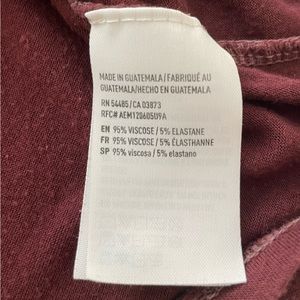 MADE IN GUATEMALA / FABRIQUÉ AU
GUATEMALA/HECHO EN GUATEMALA
RN 54485 / CA 03873
RFC# AEM120605U9A
EN 95% VISCOSE / 5% ELASTANE
FR 95% VISCOSE / 5% ÉLASTHANNE
SP 95% viscosa / 5% elastano